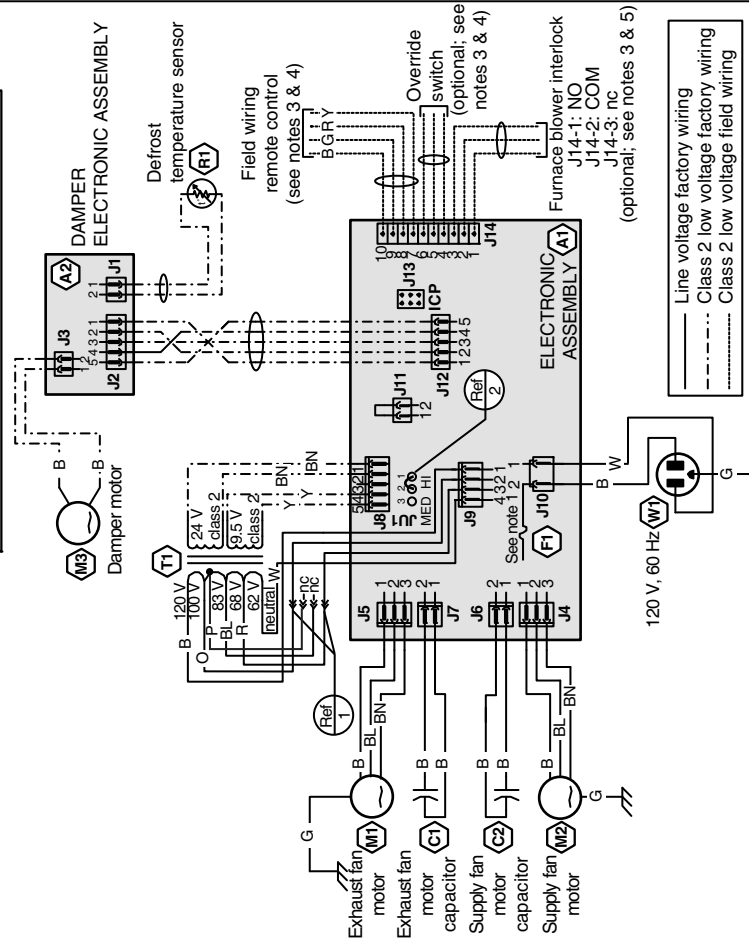 DAMPER
ELECTRONIC ASSEMBLY
A2
J3
1 2
J2
5 4 3 2 1
J1
2 1
Defrost
temperature sensor
R1
t°
Field wiring
remote control
(see notes 3 & 4)
B G R Y
Override
switch
(optional; see
notes 3 & 4)
Furnace blower interlock
J14-1: NO
J14-2: COM
J14-3: nc
(optional; see notes 3 & 5)
M3
Damper motor
B
B
T1
24 V
class 2
9.5 V
class 2
BN
BN
Y
Y
120 V
100 V
83 V
68 V
62 V
neutral
W
B
O
P
BL
R
nc
nc
Ref
1
J8
5 4 3 2 1
JU1
3 2 1
MED HI
J11
1 2
Ref
2
J12
1 2 3 4 5
J13
ICP
J14
10
9
8
7
6
5
4
3
2
1
ELECTRONIC
ASSEMBLY
A1
J9
4 3 2 1
See note 1
F1
J10
2 1
J5
1
2
3
J7
2
1
J6
2
1
J4
1
2
3
Exhaust fan
motor
M1
G
B
BL
BN
Exhaust fan
motor
capacitor
C1
B
B
Supply fan
motor
capacitor
C2
B
B
Supply fan
motor
M2
B
BL
BN
G
120 V, 60 Hz
W1
B
W
G
Line voltage factory wiring
Class 2 low voltage factory wiring
Class 2 low voltage field wiring